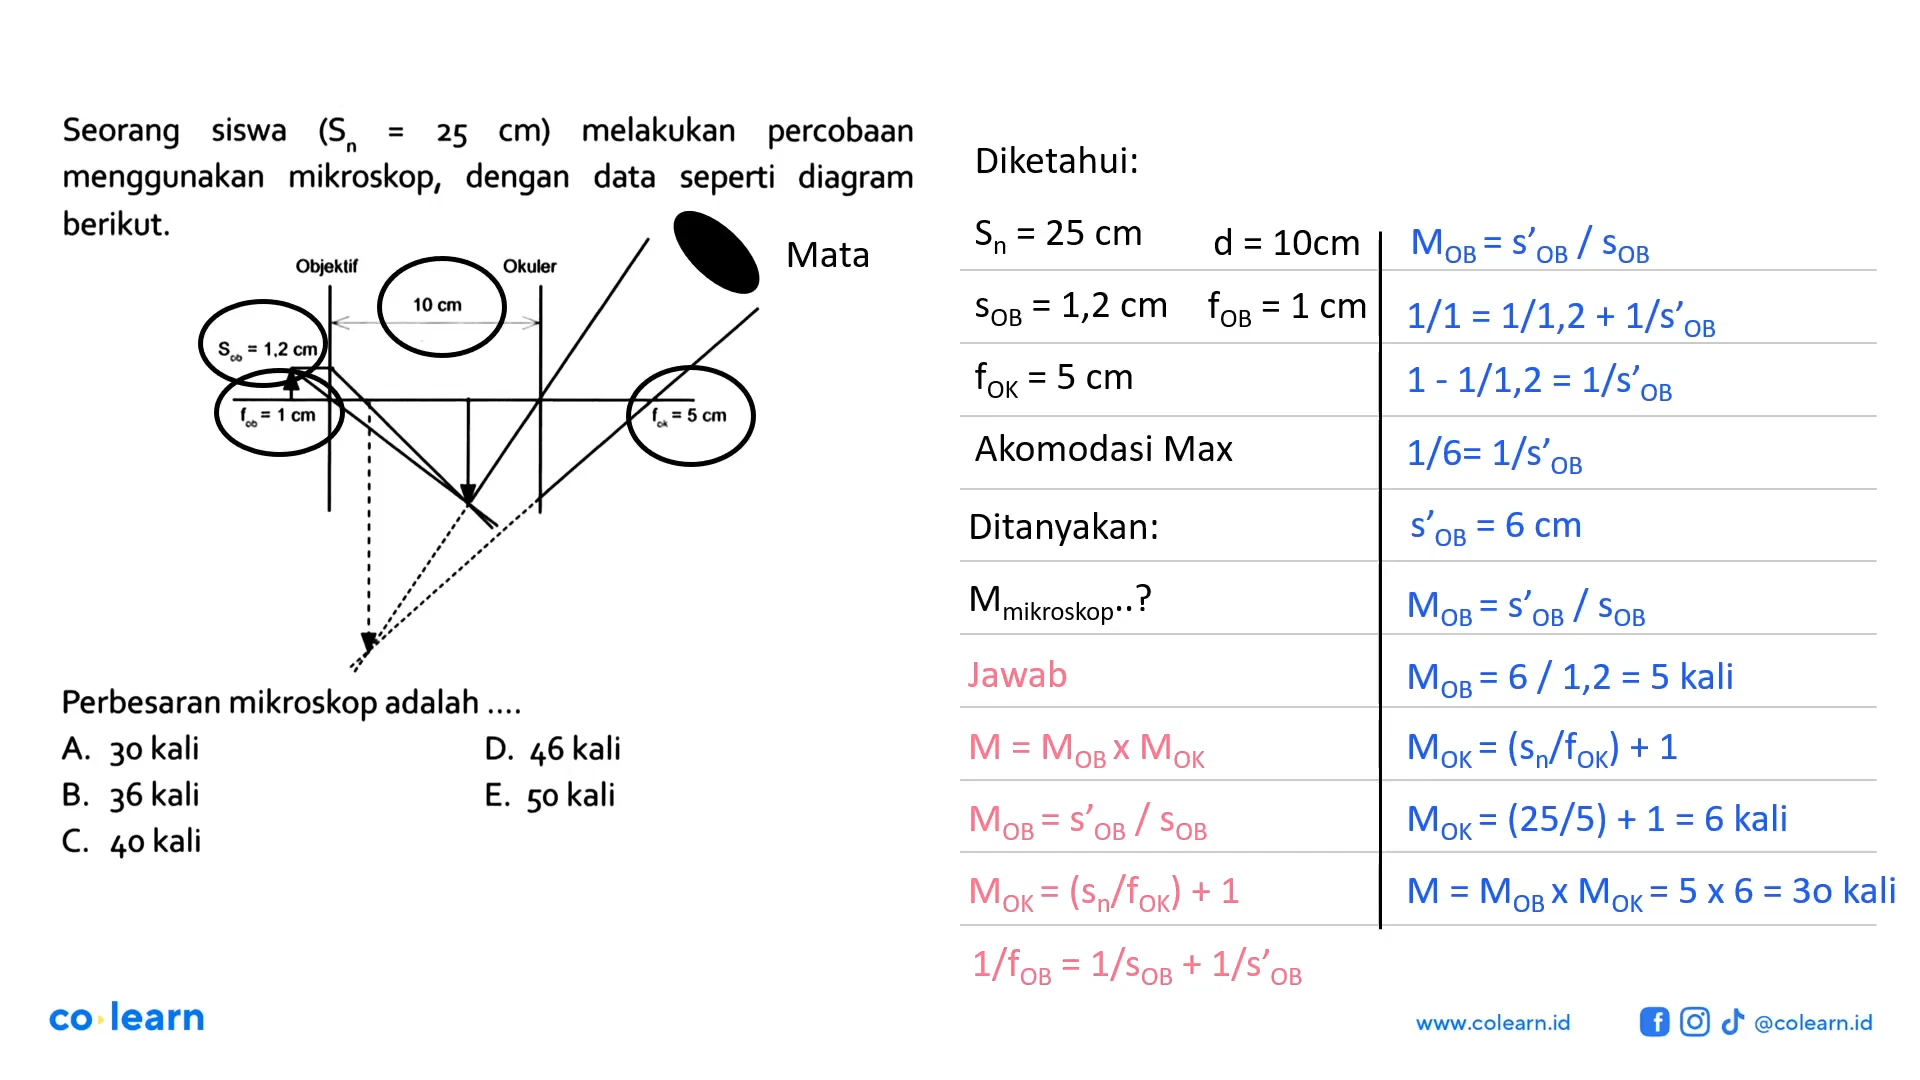 Seorang siswa (Sn = 25 cm) melakukan percobaan
menggunakan mikroskop, dengan data seperti diagram
berikut.
Mata
Objektif
Okuler
10 cm
Sob = 1,2 cm
fob = 1 cm
fok = 5 cm
Perbesaran mikroskop adalah ....
A. 30 kali
B. 36 kali
C. 40 kali
D. 46 kali
E. 50 kali
Diketahui:
Sn = 25 cm d = 10cm
sOB = 1,2 cm fOB = 1 cm
fOK = 5 cm
Akomodasi Max
Ditanyakan:
Mmikroskop..?
Jawab
M = MOB x MOK
MOB = s’OB / sOB
MOK = (sn/fOK) + 1
1/fOB = 1/sOB + 1/s’OB
MOB = s’OB / sOB
1/1 = 1/1,2 + 1/s’OB
1 - 1/1,2 = 1/s’OB
1/6= 1/s’OB
s’OB = 6 cm
MOB = s’OB / sOB
MOB = 6 / 1,2 = 5 kali
MOK = (sn/fOK) + 1
MOK = (25/5) + 1 = 6 kali
M = MOB x MOK = 5 x 6 = 3o kali
co learn
www.colearn.id
@colearn.id